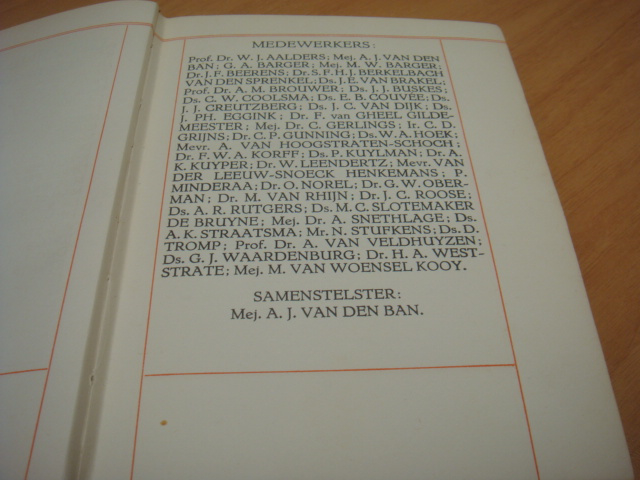 MEDEWERKERS:
Prof. Dr. W. J. AALDERS; Mej. A. J. VAN DEN
BAN; G. A. BARGER; Mej. M. W. BARGER;
Dr. J. F. BEERENS; Dr. S. F. H. J. BERKELBACH
VAN DEN SPRENKEL; Ds. J. E. VAN BRAKEL;
Prof. Dr. A. M. BROUWER; Ds. J. J. BUSKES;
Ds. C. W. COOLSMA; Ds. E. B. COUVÉE; Ds.
J. J. CREUTZBERG; Ds. J. C. VAN DIJK; Ds.
J. PH. EGGINK; Dr. F. van GHEEL GILDE-
MEESTER; Mej. Dr. C. GERLINGS; Ir. C. D.
GRIJNS; Dr. C. P. GUNNING; Ds. W. A. HOEK;
Mevr. A. VAN HOOGSTRATEN-SCHOCH;
Dr. F. W. A. KORFF; Ds. P. KUYLMAN; Dr. A.
K. KUYPER; Dr. W. LEENDERTZ; Mevr. VAN
DER LEEUW-SNOECK HENKEMANS; P.
MINDERAA; Dr. O. NOREL; Dr. G. W. OBER-
MAN; Dr. M. VAN RHIJN; Dr. J. C. ROOSE;
Ds. A. R. RUTGERS; Ds. M. C. SLOTEMAKER
DE BRUYNE; Mej. Dr. A. SNETHLAGE; Ds.
A. K. STRAATSMA; Mr. N. STUFKENS; Ds. D.
TROMP; Prof. Dr. A. VAN VELDHUYZEN;
Ds. G. J. WAARDENBURG; Dr. H. A. WEST-
STRATE; Mej. M. VAN WOENSEL KOOY.
SAMENSTELSTER:
Mej. A. J. VAN DEN BAN.